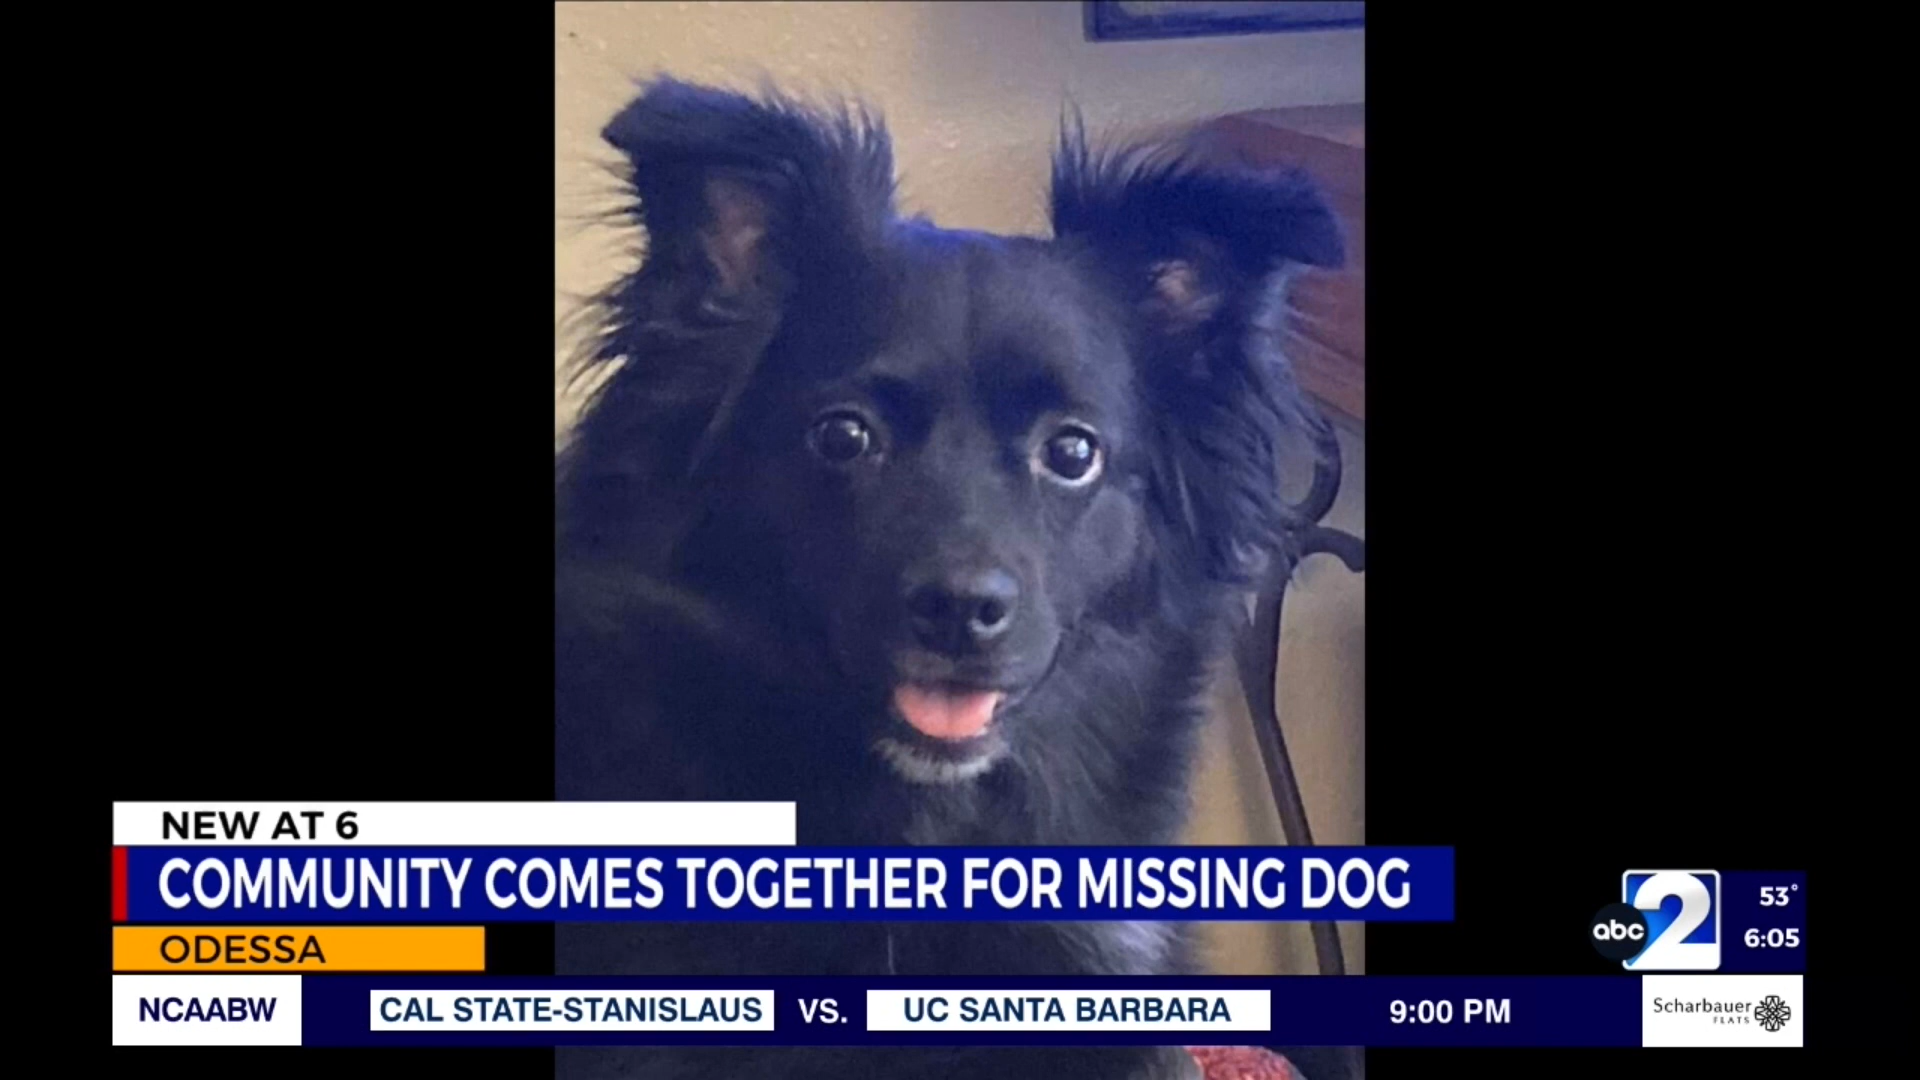 NEW AT 6
COMMUNITY COMES TOGETHER FOR MISSING DOG
ODESSA
abc 2
53°
6:05
NCAABW CAL STATE-STANISLAUS VS. UC SANTA BARBARA 9:00 PM
Scharbauer
FLATS